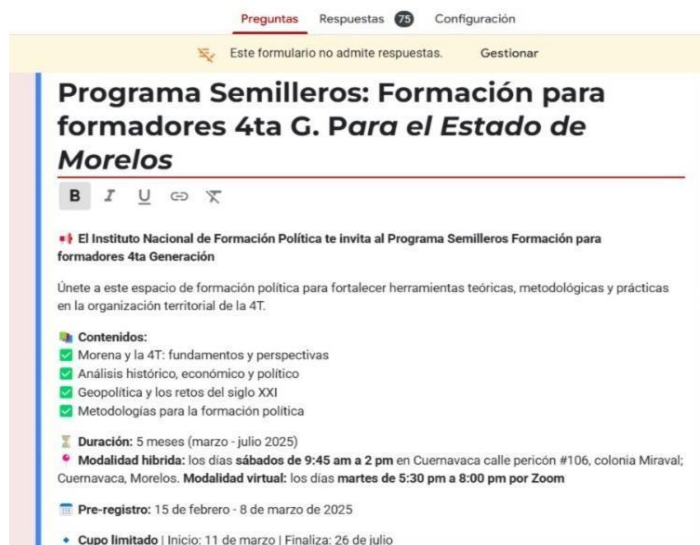 Preguntas Respuestas 75 Configuración
Este formulario no admite respuestas. Gestionar
Programa Semilleros: Formación para
formadores 4ta G. Para el Estado de
Morelos
B I U
El Instituto Nacional de Formación Política te invita al Programa Semilleros Formación para
formadores 4ta Generación
Únete a este espacio de formación política para fortalecer herramientas teóricas, metodológicas y prácticas
en la organización territorial de la 4T.
Contenidos:
Morena y la 4T: fundamentos y perspectivas
Análisis histórico, económico y político
Geopolítica y los retos del siglo XXI
Metodologías para la formación política
Duración: 5 meses (marzo - julio 2025)
Modalidad hibrida: los días sábados de 9:45 am a 2 pm en Cuernavaca calle pericón #106, colonia Miraval;
Cuernavaca, Morelos. Modalidad virtual: los días martes de 5:30 pm a 8:00 pm por Zoom
Pre-registro: 15 de febrero - 8 de marzo de 2025
Cupo limitado | Inicio: 11 de marzo | Finaliza: 26 de julio